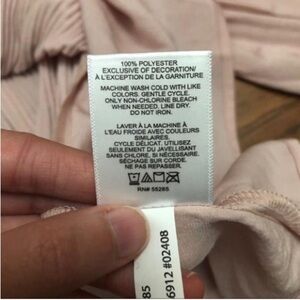 100% POLYESTER
EXCLUSIVE OF DECORATION/
À L'EXCEPTION DE LA GARNITURE
MACHINE WASH COLD WITH LIKE
COLORS. GENTLE CYCLE.
ONLY NON-CHLORINE BLEACH
WHEN NEEDED. LINE DRY.
DO NOT IRON.
LAVER À LA MACHINE À
L'EAU FROIDE AVEC COULEURS
SIMILAIRES.
CYCLE DÉLICAT. UTILISEZ
SEULEMENT DU JAVELLISANT
SANS CHLORE, SI NÉCESSAIRE.
SÉCHAGE SUR CORDE.
NE PAS REPASSER.
RN# 55285
6912 #02408
85